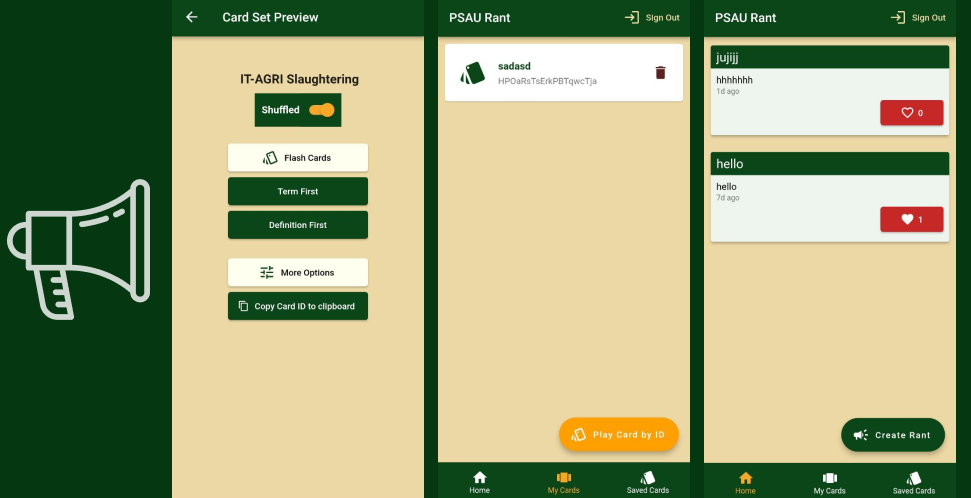 Card Set Preview
IT-AGRI Slaughtering
Shuffled
Flash Cards
Term First
Definition First
More Options
Copy Card ID to clipboard
PSAU Rant
Sign Out
sadasd
HPOaRsTsErkPBTqwcTja
Play Card by ID
Home
My Cards
Saved Cards
PSAU Rant
Sign Out
jujijj
hhhhhhh
1d ago
0
hello
hello
7d ago
1
Create Rant
Home
My Cards
Saved Cards